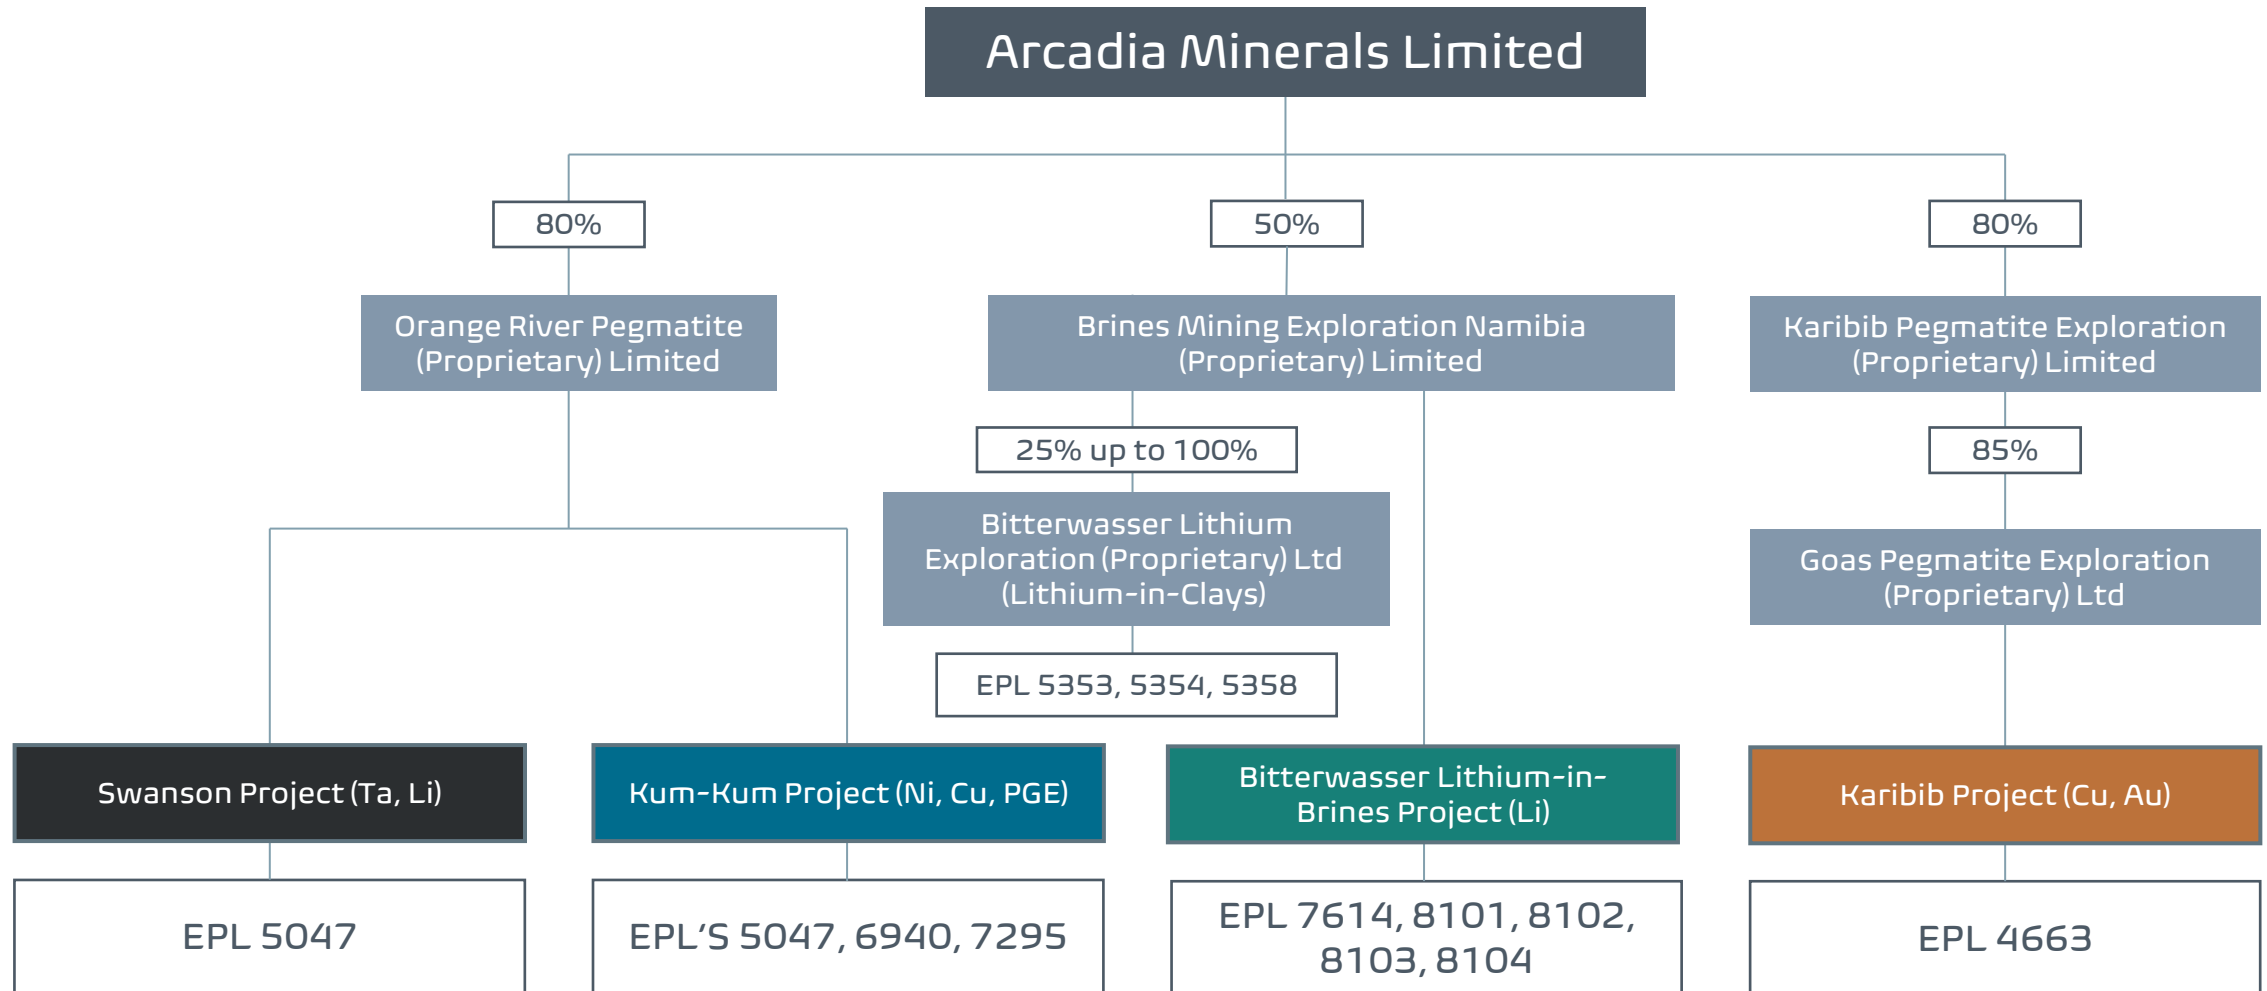 Arcadia Minerals Limited
80%
50%
80%
Orange River Pegmatite
(Proprietary) Limited
Brines Mining Exploration Namibia
(Proprietary) Limited
Karibib Pegmatite Exploration
(Proprietary) Limited
25% up to 100%
85%
Bitterwasser Lithium
Exploration (Proprietary) Ltd
(Lithium-in-Clays)
Goas Pegmatite Exploration
(Proprietary) Ltd
EPL 5353, 5354, 5358
Swanson Project (Ta, Li)
Kum-Kum Project (Ni, Cu, PGE)
Bitterwasser Lithium-in-
Brines Project (Li)
Karibib Project (Cu, Au)
EPL 5047
EPL’S 5047, 6940, 7295
EPL 7614, 8101, 8102,
8103, 8104
EPL 4663